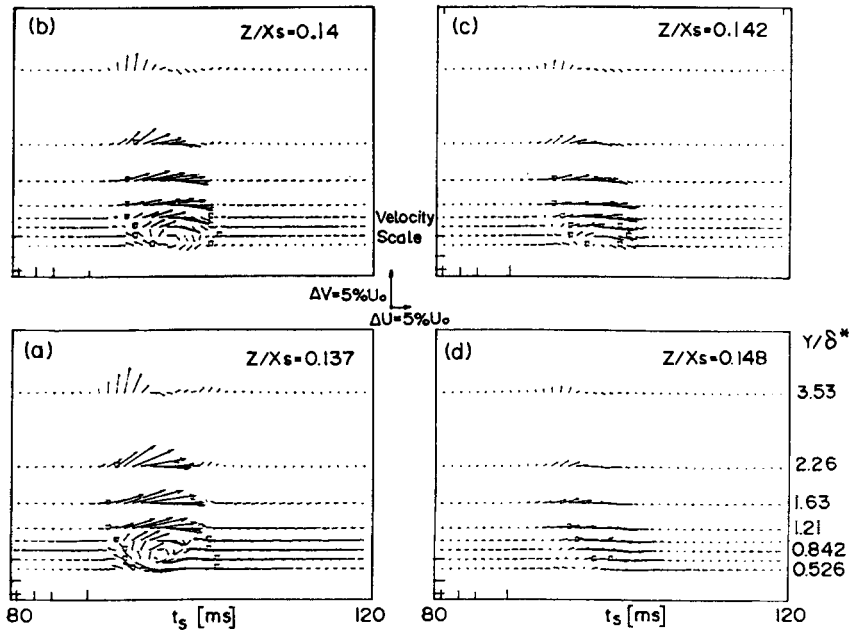 (b) Z/Xs=0.14
(c) Z/Xs=0.142
Velocity
Scale
ΔV=5%U₀
ΔU=5%U₀
(a) Z/Xs=0.137
(d) Z/Xs=0.148
Y/δ*
3.53
2.26
1.63
1.21
0.842
0.526
80 ts [ms] 120
80 ts [ms] 120